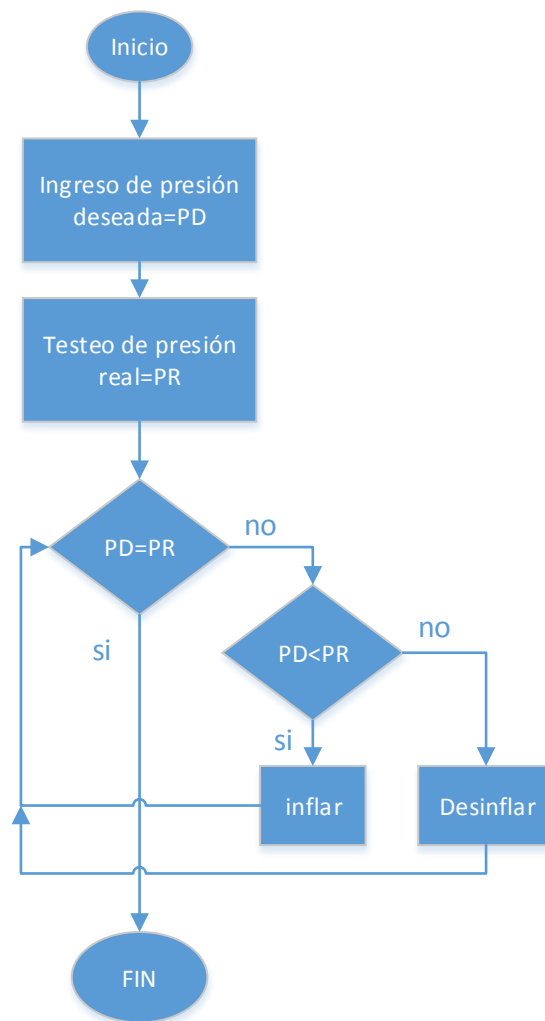 Inicio
Ingreso de presión
deseada=PD
Testeo de presión
real=PR
PD=PR
no
si
PD<PR
no
si
inflar
Desinflar
FIN